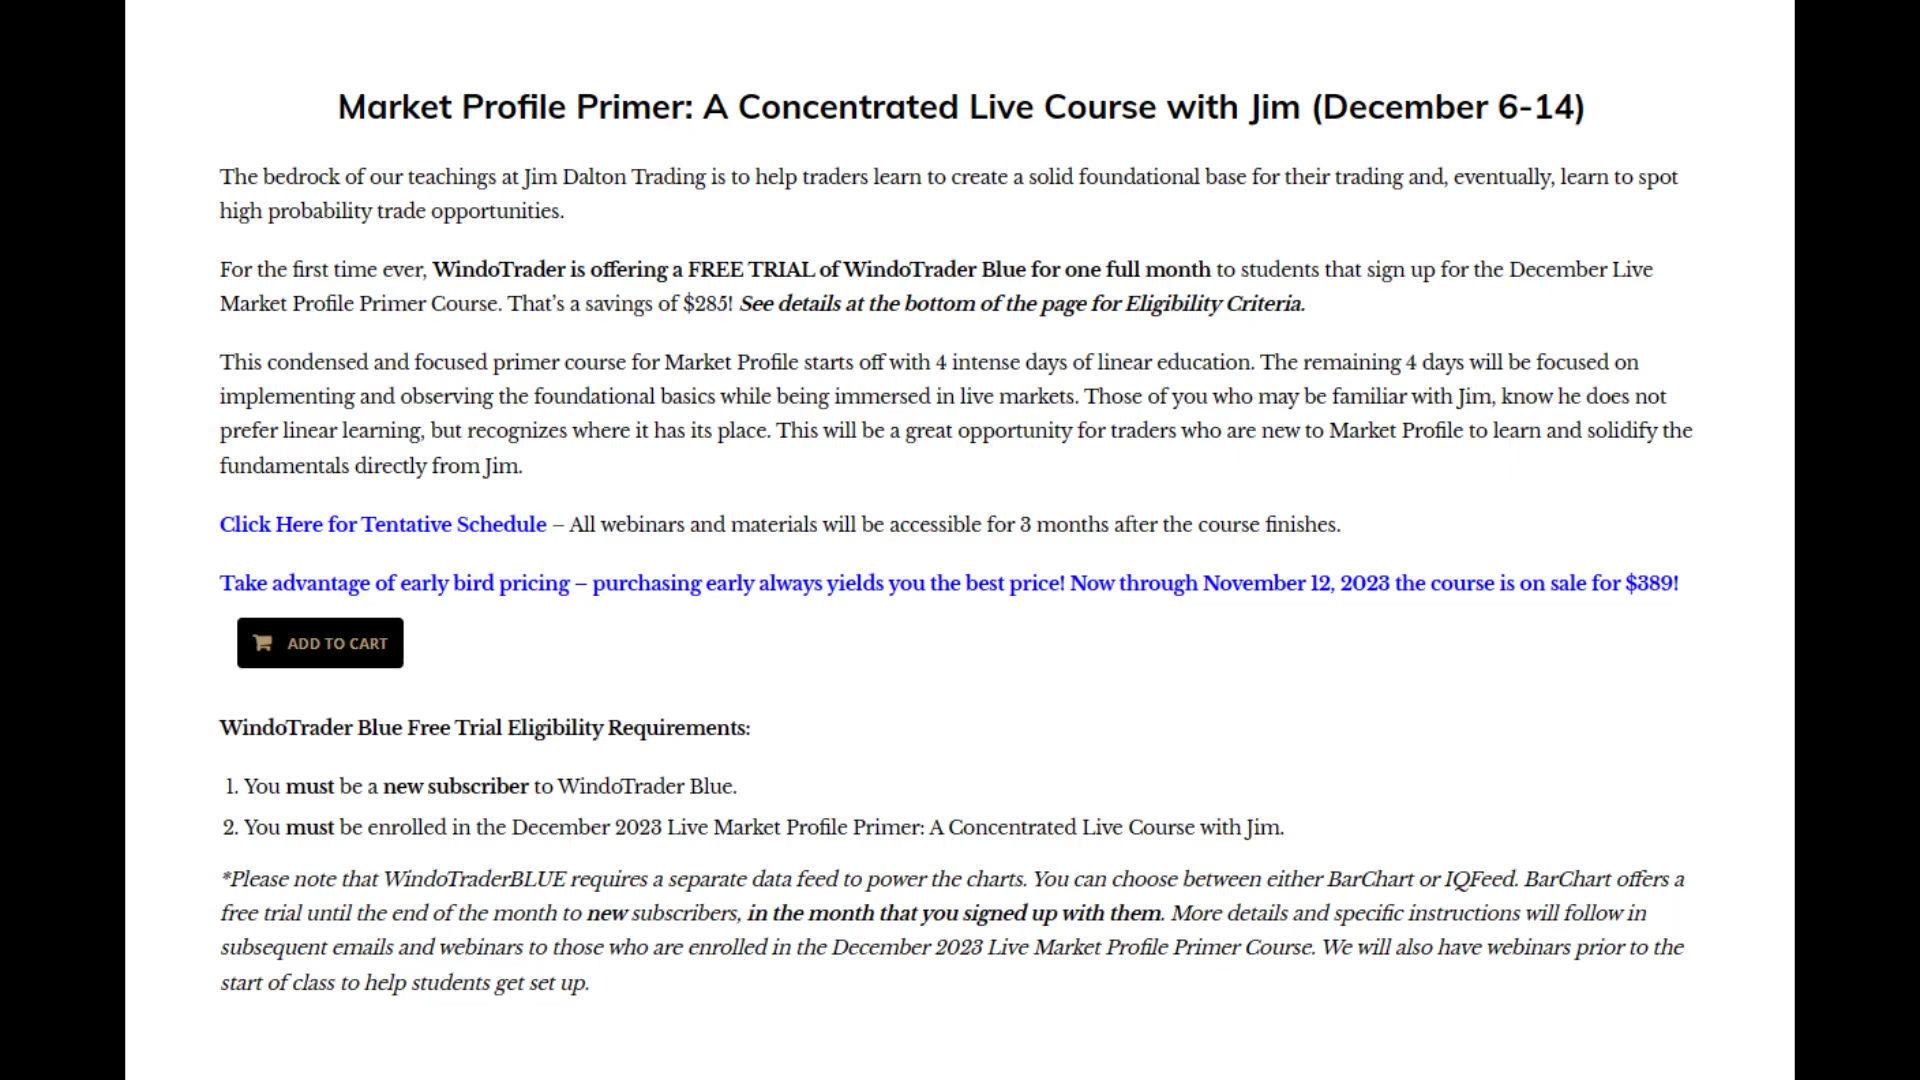 Market Profile Primer: A Concentrated Live Course with Jim (December 6-14)
The bedrock of our teachings at Jim Dalton Trading is to help traders learn to create a solid foundational base for their trading and, eventually, learn to spot
high probability trade opportunities.
For the first time ever, WindoTrader is offering a FREE TRIAL of WindoTrader Blue for one full month to students that sign up for the December Live
Market Profile Primer Course. That’s a savings of $285! See details at the bottom of the page for Eligibility Criteria.
This condensed and focused primer course for Market Profile starts off with 4 intense days of linear education. The remaining 4 days will be focused on
implementing and observing the foundational basics while being immersed in live markets. Those of you who may be familiar with Jim, know he does not
prefer linear learning, but recognizes where it has its place. This will be a great opportunity for traders who are new to Market Profile to learn and solidify the
fundamentals directly from Jim.
Click Here for Tentative Schedule – All webinars and materials will be accessible for 3 months after the course finishes.
Take advantage of early bird pricing – purchasing early always yields you the best price! Now through November 12, 2023 the course is on sale for $389!
ADD TO CART
WindoTrader Blue Free Trial Eligibility Requirements:
1. You must be a new subscriber to WindoTrader Blue.
2. You must be enrolled in the December 2023 Live Market Profile Primer: A Concentrated Live Course with Jim.
*Please note that WindoTraderBLUE requires a separate data feed to power the charts. You can choose between either BarChart or IQFeed. BarChart offers a
free trial until the end of the month to new subscribers, in the month that you signed up with them. More details and specific instructions will follow in
subsequent emails and webinars to those who are enrolled in the December 2023 Live Market Profile Primer Course. We will also have webinars prior to the
start of class to help students get set up.